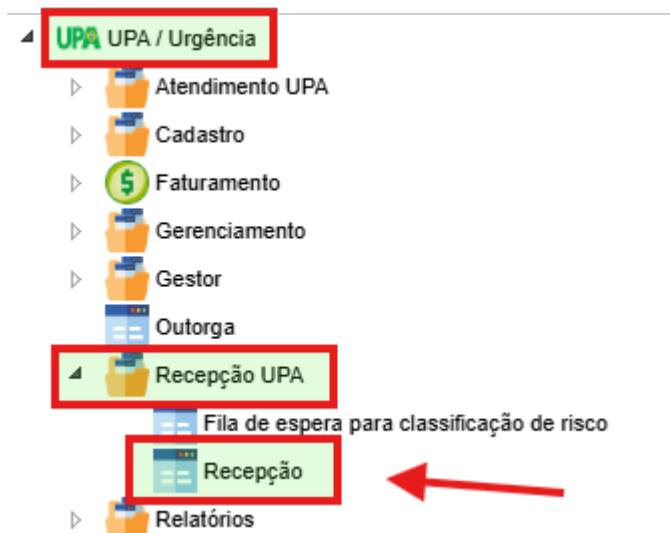 UPA UPA / Urgência
Atendimento UPA
Cadastro
$ Faturamento
Gerenciamento
Gestor
Outorga
Recepção UPA
Fila de espera para classificação de risco
Recepção
Relatórios